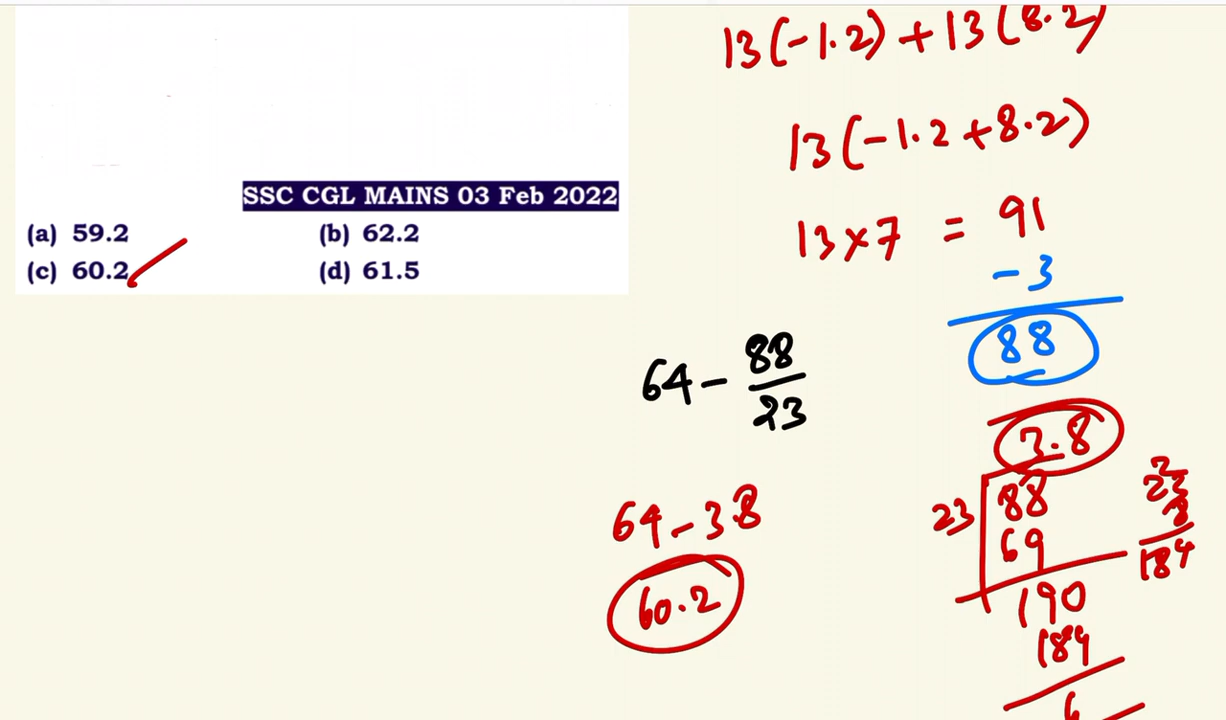 SSC CGL MAINS 03 Feb 2022
(a) 59.2
(b) 62.2
(c) 60.2
(d) 61.5
13(-1.2) + 13(8.2)
13(-1.2 + 8.2)
13 × 7 = 91
- 3
88
64 - 88/23
64 - 3 8
60.2
3.8
23 88
69
190
184
6
2
23
8
184